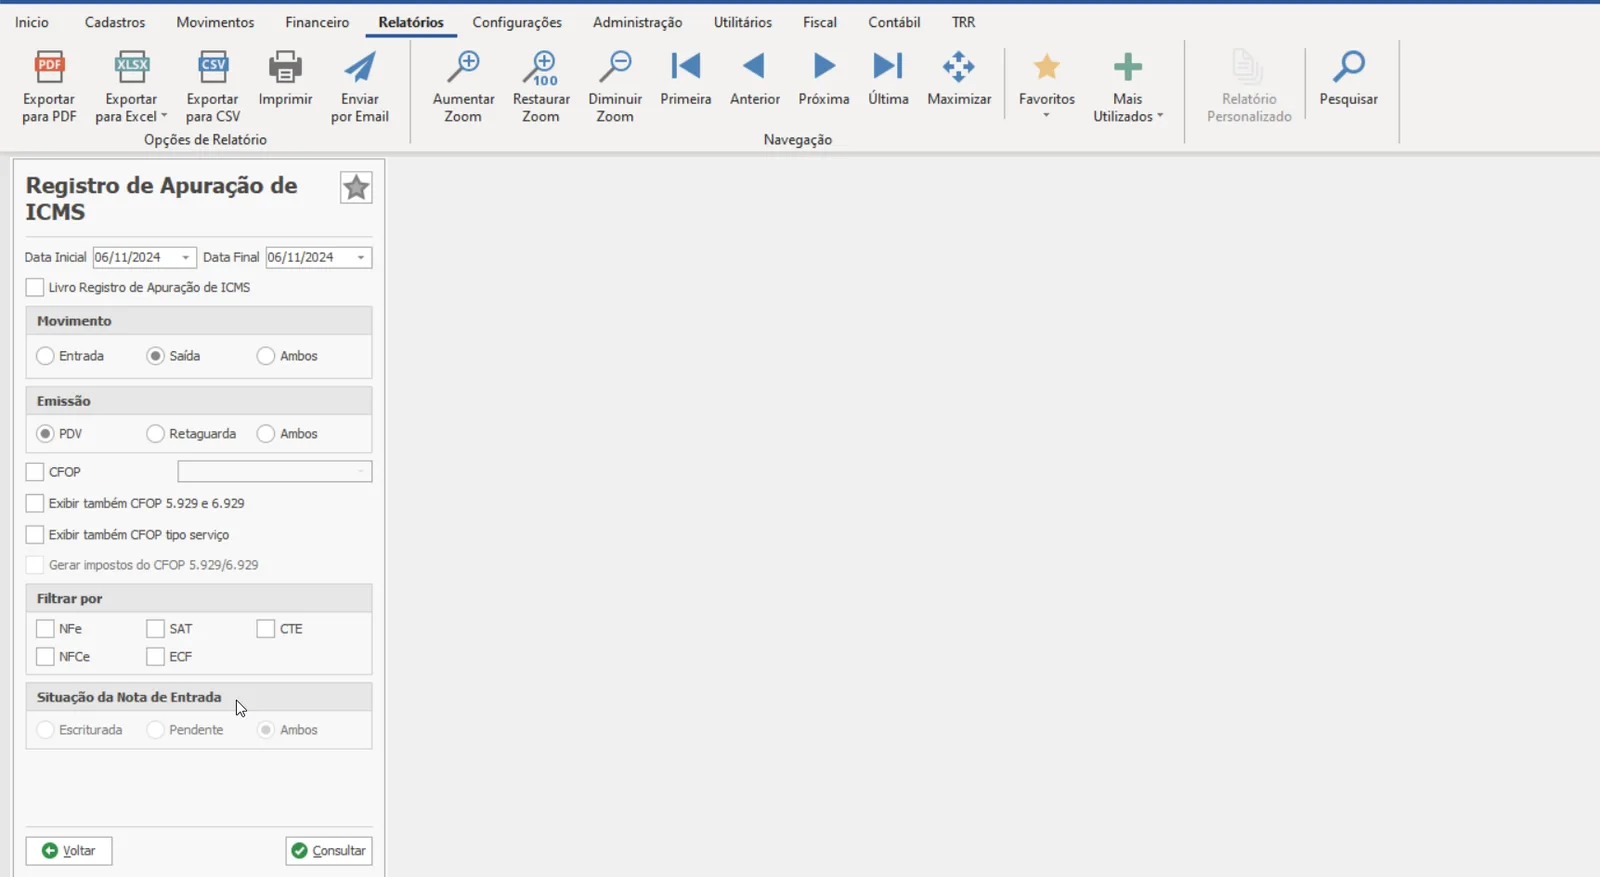 Inicio Cadastros Movimentos Financeiro Relatórios Configurações Administração Utilitários Fiscal Contábil TRR
PDF XLSX CSV 100
Exportar para PDF
Exportar para Excel
Exportar para CSV
Imprimir
Enviar por Email
Aumentar Zoom
Restaurar Zoom
Diminuir Zoom
Primeira
Anterior
Próxima
Última
Maximizar
Favoritos
Mais Utilizados
Relatório Personalizado
Pesquisar
Opções de Relatório
Navegação
Registro de Apuração de
ICMS
Data Inicial 06/11/2024 Data Final 06/11/2024
Livro Registro de Apuração de ICMS
Movimento
Entrada Saída Ambos
Emissão
PDV Retaguarda Ambos
CFOP
Exibir também CFOP 5.929 e 6.929
Exibir também CFOP tipo serviço
Gerar impostos do CFOP 5.929/6.929
Filtrar por
NFe SAT CTE
NFCe ECF
Situação da Nota de Entrada
Escriturada Pendente Ambos
Voltar Consultar